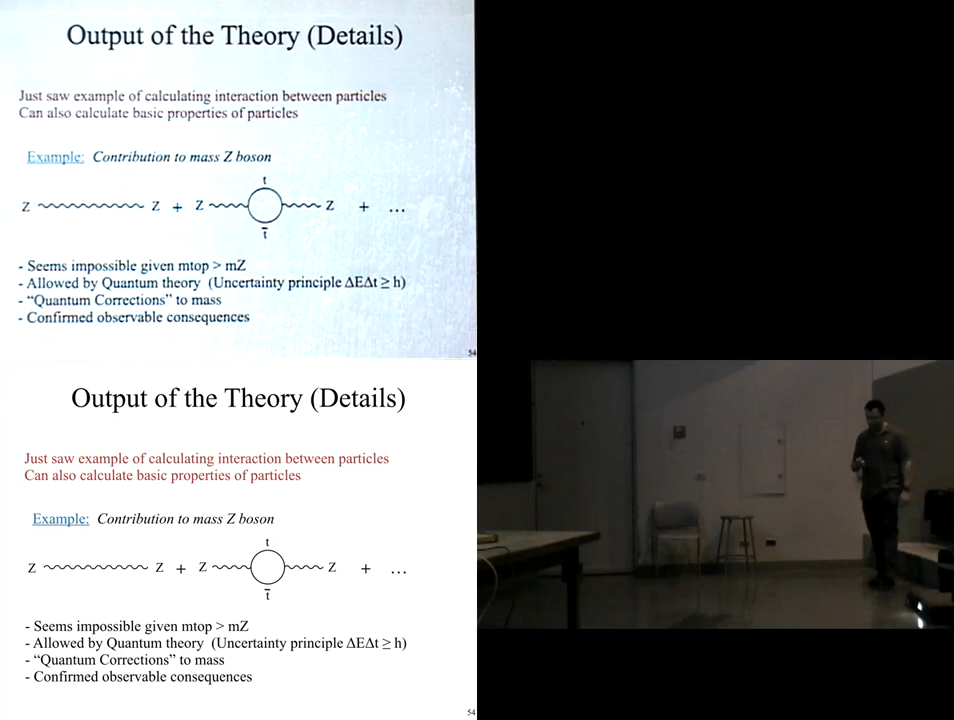 Output of the Theory (Details)
Just saw example of calculating interaction between particles
Can also calculate basic properties of particles
Example: Contribution to mass Z boson
t
Z Z + Z Z + ...
t̅
- Seems impossible given mtop > mZ
- Allowed by Quantum theory (Uncertainty principle ΔEΔt ≥ h)
- “Quantum Corrections” to mass
- Confirmed observable consequences
54
Output of the Theory (Details)
Just saw example of calculating interaction between particles
Can also calculate basic properties of particles
Example: Contribution to mass Z boson
t
Z Z + Z Z + ...
t̅
- Seems impossible given mtop > mZ
- Allowed by Quantum theory (Uncertainty principle ΔEΔt ≥ h)
- “Quantum Corrections” to mass
- Confirmed observable consequences
54